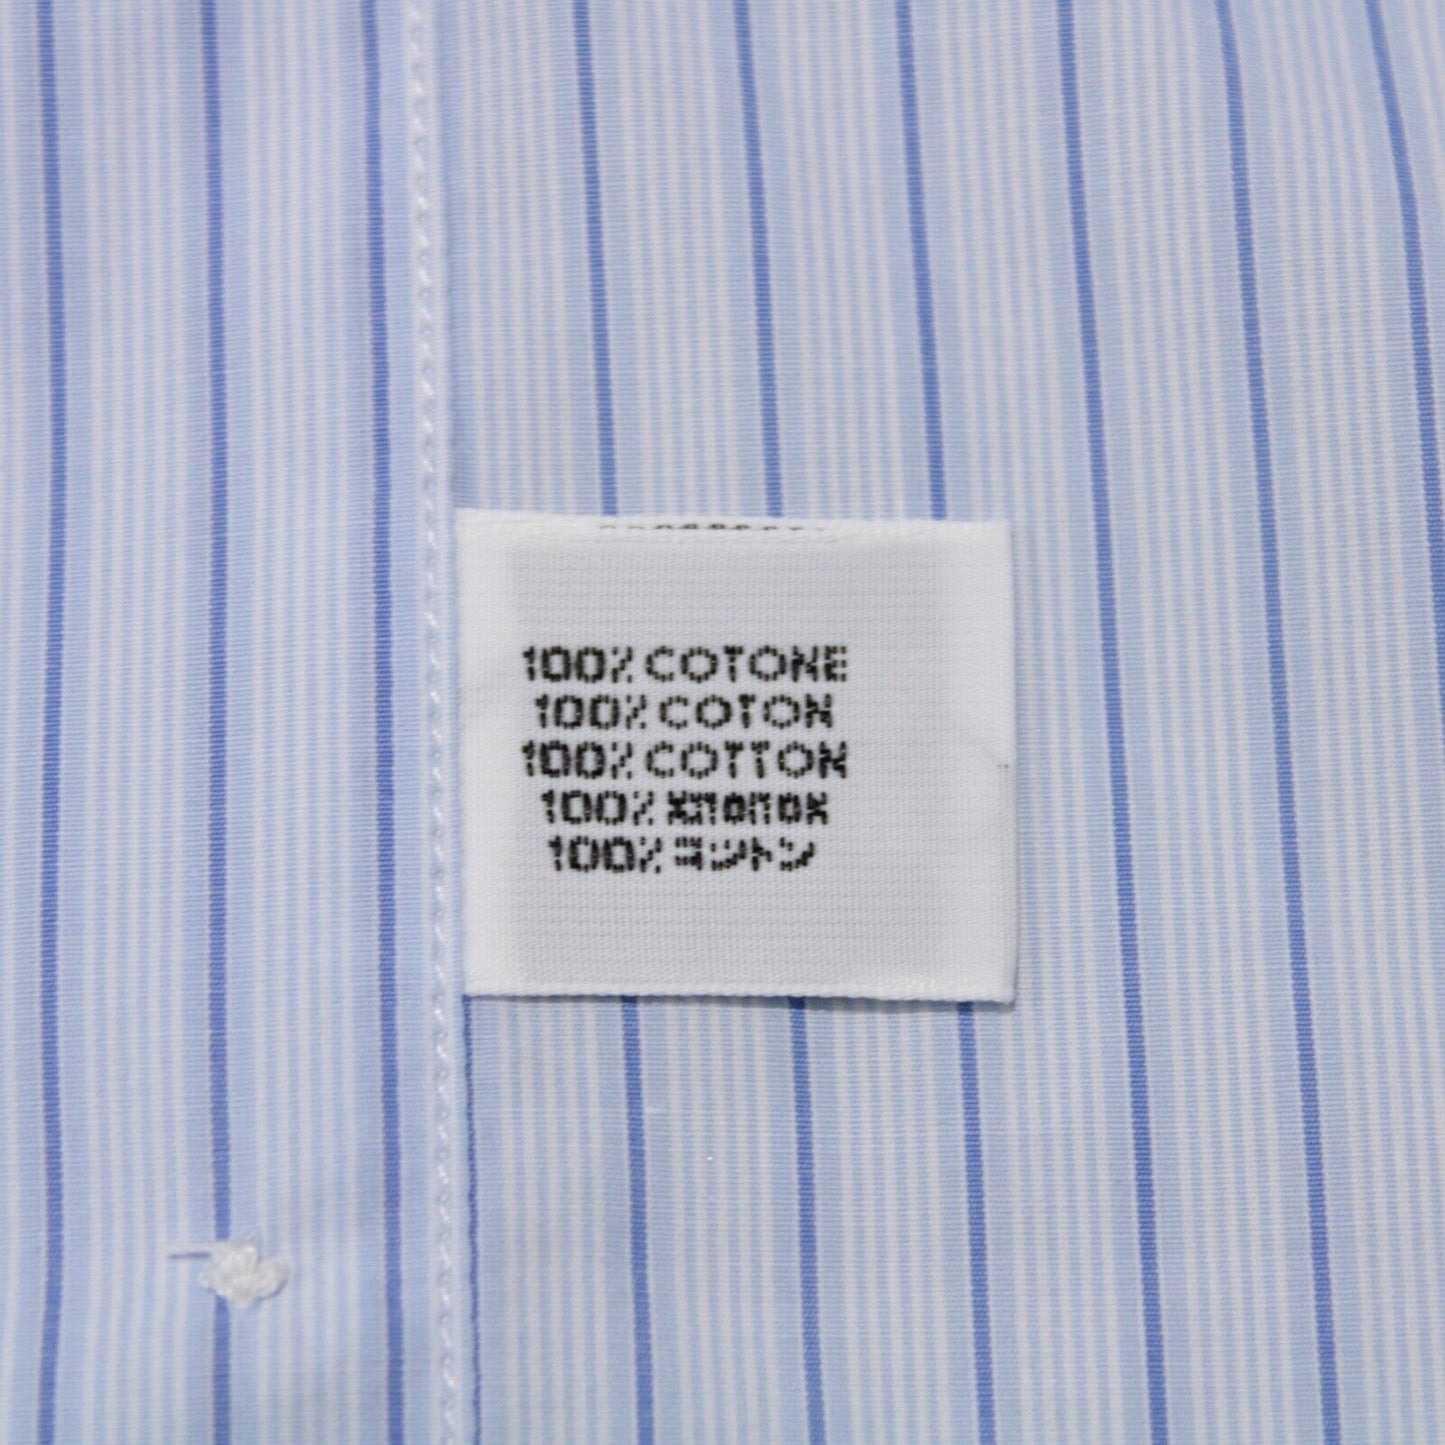 100% COTONE
100% COTON
100% COTTON
100% ХЛОПОК
100% コットン